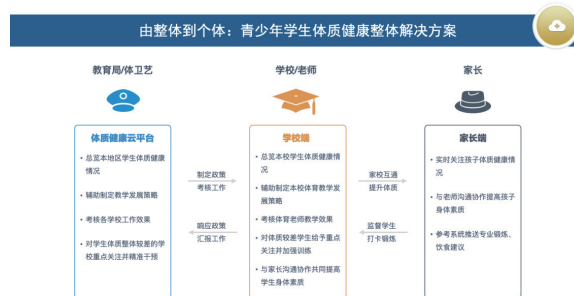 由整体到个体：青少年学生体质健康整体解决方案
教育局/体卫艺
学校/老师
家长
体质健康云平台
• 总览本地区学生体质健康
情况
• 辅助制定教学发展策略
• 考核各学校工作效果
• 对学生体质整体较差的学
校重点关注并精准干预
制定政策
考核工作
响应政策
汇报工作
学校端
• 总览本校学生体质健康情
况
• 辅助制定本校体育教学发
展策略
• 考核体育老师教学效果
• 对体质较差学生给予重点
关注并加强训练
• 与家长沟通协作共同提高
学生身体素质
家校互通
提升体质
监督学生
打卡锻炼
家长端
• 实时关注孩子体质健康情
况
• 与老师沟通协作提高孩子
身体素质
• 参考系统推送专业锻炼、
饮食建议